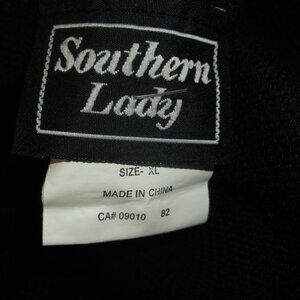 Southern
Lady
SIZE- XL
MADE IN CHINA
CA# 09010 82